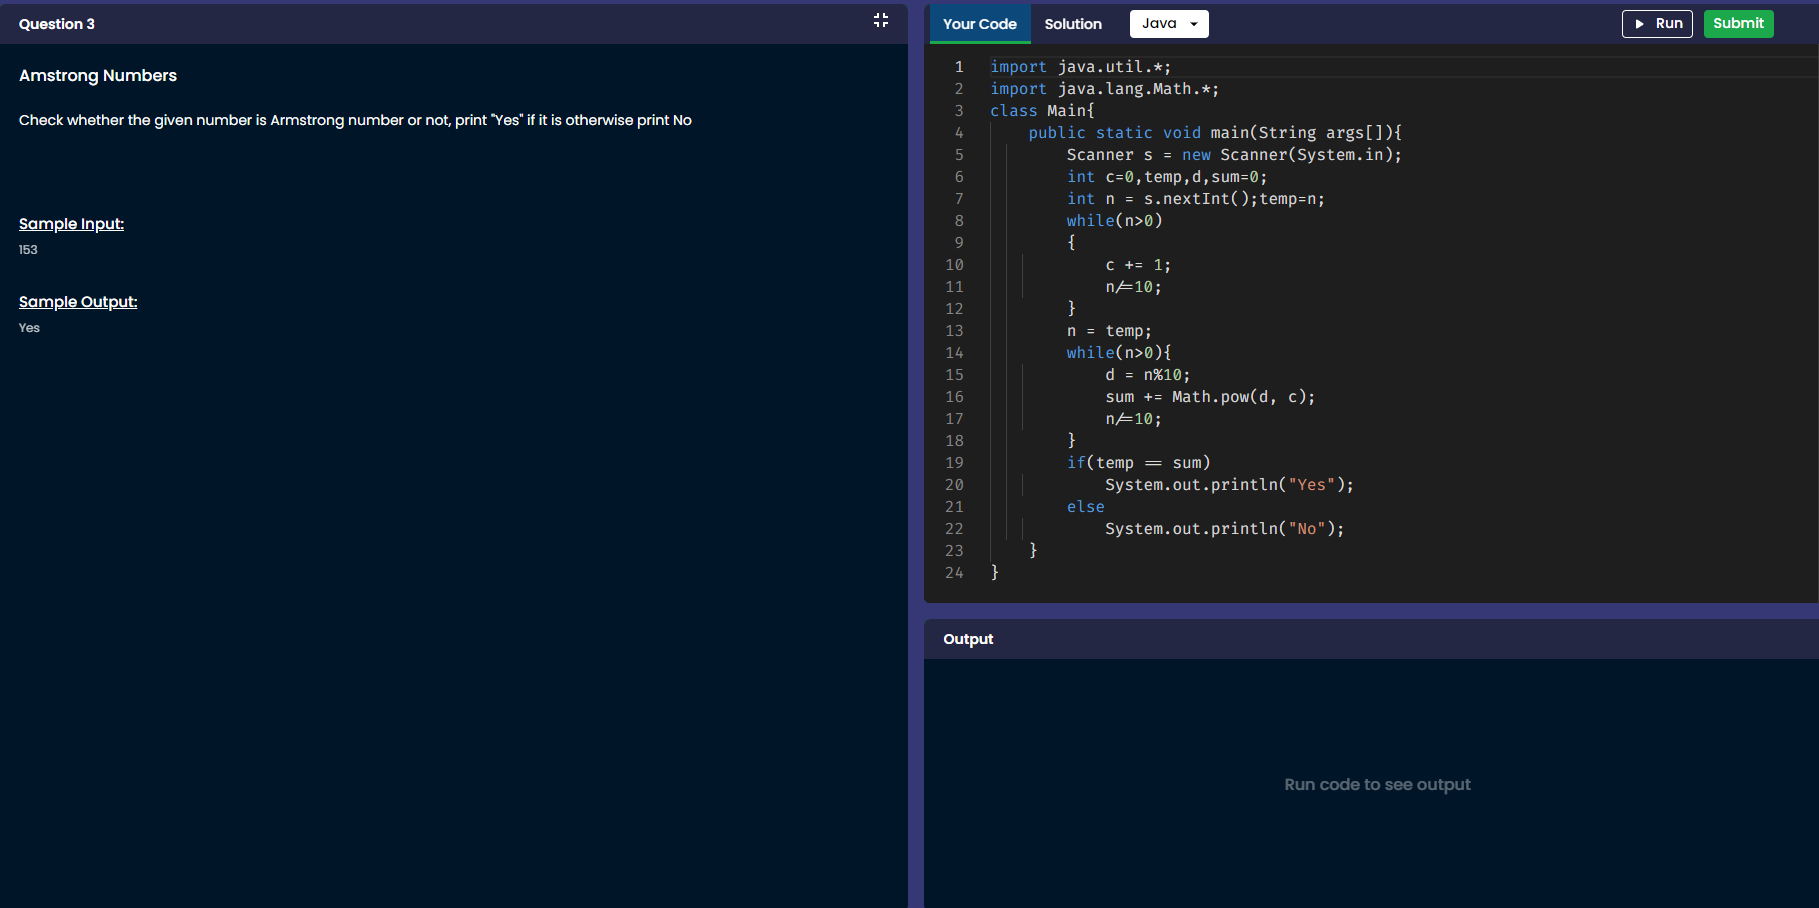 Question 3
Amstrong Numbers
Check whether the given number is Armstrong number or not, print "Yes" if it is otherwise print No
Sample Input:
153
Sample Output:
Yes
Your Code Solution Java Run Submit
1 import java.util.*;
2 import java.lang.Math.*;
3 class Main{
4     public static void main(String args[]){
5         Scanner s = new Scanner(System.in);
6         int c=0,temp,d,sum=0;
7         int n = s.nextInt();temp=n;
8         while(n>0)
9         {
10             c += 1;
11             n/=10;
12         }
13         n = temp;
14         while(n>0){
15             d = n%10;
16             sum += Math.pow(d, c);
17             n/=10;
18         }
19         if(temp == sum)
20             System.out.println("Yes");
21         else
22             System.out.println("No");
23     }
24 }
Output
Run code to see output